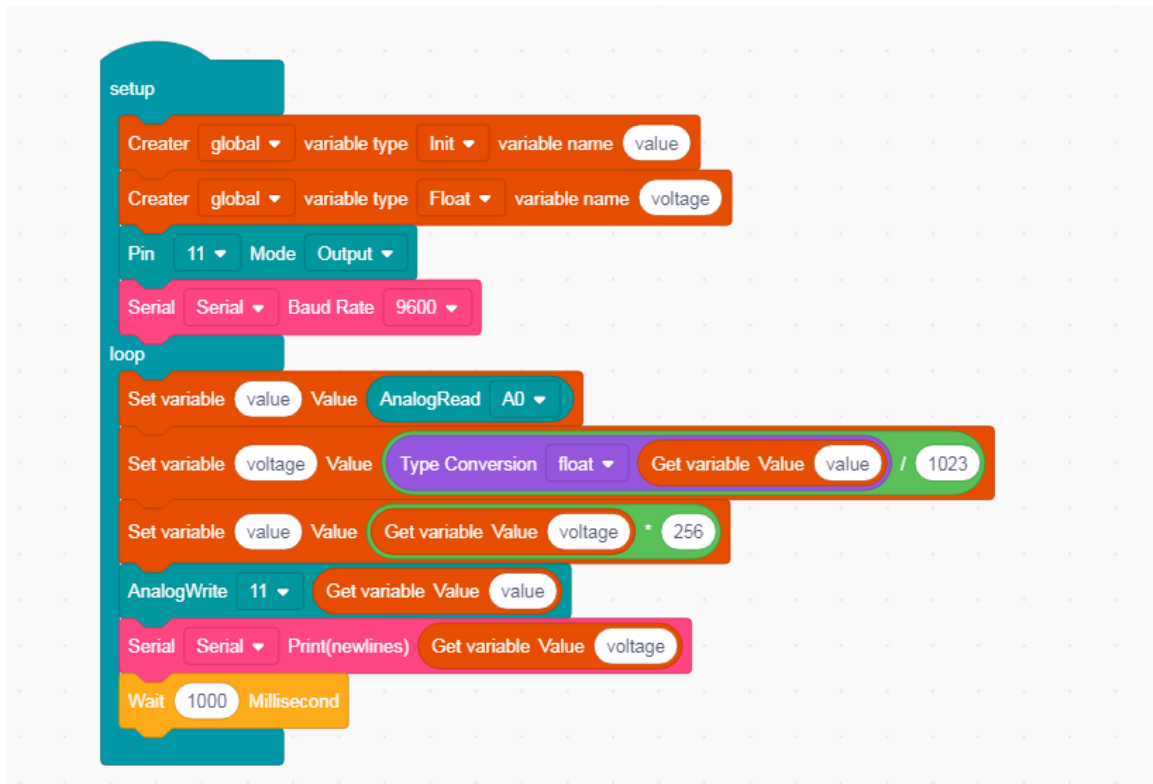 setup
Creater global variable type Init variable name value
Creater global variable type Float variable name voltage
Pin 11 Mode Output
Serial Serial Baud Rate 9600
loop
Set variable value Value AnalogRead A0
Set variable voltage Value Type Conversion float Get variable Value value / 1023
Set variable value Value Get variable Value voltage * 256
AnalogWrite 11 Get variable Value value
Serial Serial Print(newlines) Get variable Value voltage
Wait 1000 Millisecond